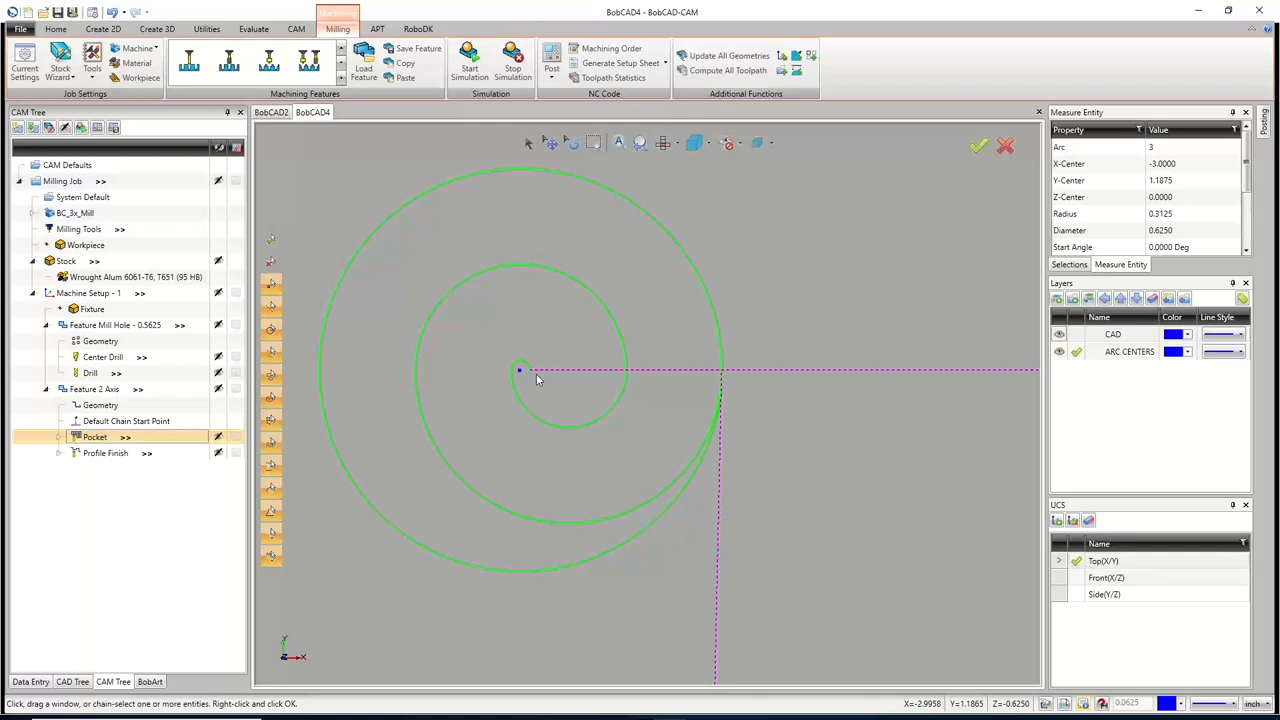 BobCAD4 - BobCAD-CAM
Machining
File Home Create 2D Create 3D Utilities Evaluate CAM Milling APT RoboDK
Current Settings
Stock Wizard
Tools
Machine
Material
Workpiece
Job Settings
Load Feature
Save Feature
Copy
Paste
Machining Features
Start Simulation
Stop Simulation
Simulation
Post
Machining Order
Generate Setup Sheet
Toolpath Statistics
NC Code
Update All Geometries
Compute All Toolpath
Additional Functions
CAM Tree
BobCAD2 BobCAD4
CAM Defaults
Milling Job >>
System Default
BC_3x_Mill
Milling Tools >>
Workpiece
Stock >>
Wrought Alum 6061-T6, T651 (95 HB)
Machine Setup - 1 >>
Fixture
Feature Mill Hole - 0.5625 >>
Geometry
Center Drill >>
Drill >>
Feature 2 Axis >>
Geometry
Default Chain Start Point
Pocket >>
Profile Finish >>
Data Entry CAD Tree CAM Tree BobArt
Y
Z X
Measure Entity
Property Value
Arc 3
X-Center -3.0000
Y-Center 1.1875
Z-Center 0.0000
Radius 0.3125
Diameter 0.6250
Start Angle 0.0000 Deg
Selections Measure Entity
Posting
Layers
Name Color Line Style
CAD
ARC CENTERS
UCS
Name
Top(X/Y)
Front(X/Z)
Side(Y/Z)
Click, drag a window, or chain-select one or more entities. Right-click and click OK.
X=-2.9958 Y=1.1865 Z=-0.6250 0.0625 inch